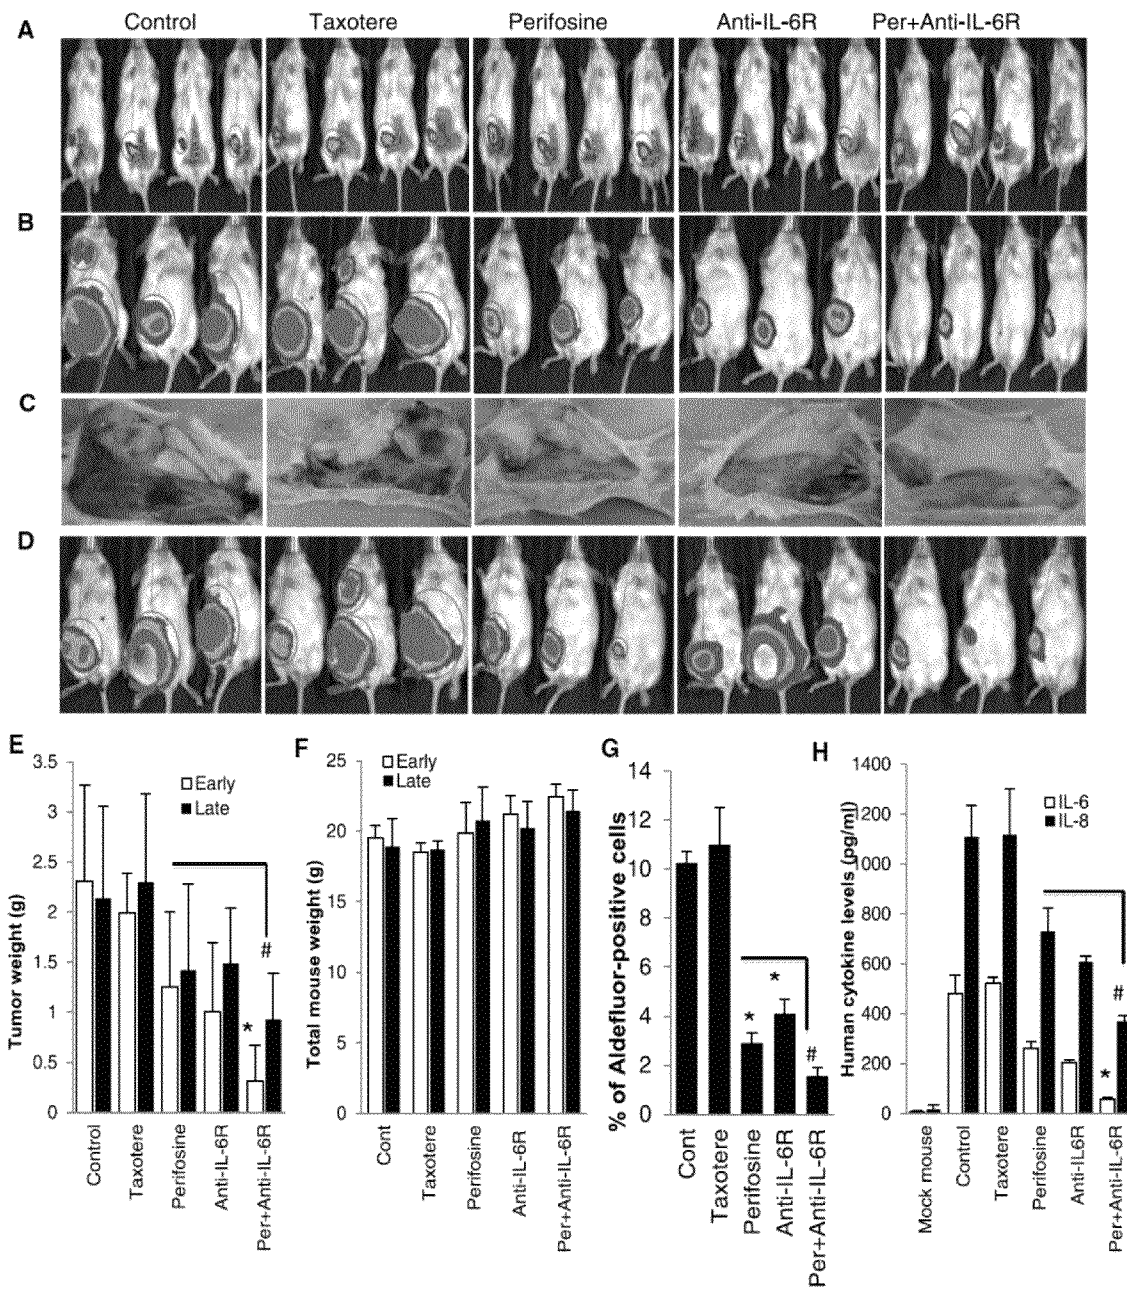 A
Control
Taxotere
Perifosine
Anti-IL-6R
Per+Anti-IL-6R
B
C
D
E
3.5
3
2.5
2
1.5
1
0.5
0
Tumor weight (g)
Early
Late
#
*
Control
Taxotere
Perifosine
Anti-IL-6R
Per+Anti-IL-6R
F
25
20
15
20
5
0
Total mouse weight (g)
Early
Late
Cont
Taxotere
Perifosine
Anti-IL-6R
Per+Anti-IL-6R
G
14
12
10
8
6
4
2
0
% of Aldefluor-positive cells
*
*
#
Cont
Taxotere
Perifosine
Anti-IL-6R
Per+Anti-IL-6R
H
1400
1200
1000
800
600
400
200
0
Human cytokine levels (pg/ml)
IL-6
IL-8
#
*
Mock mouse
Control
Taxotere
Perifosine
Anti-IL6R
Per+Anti-IL-6R